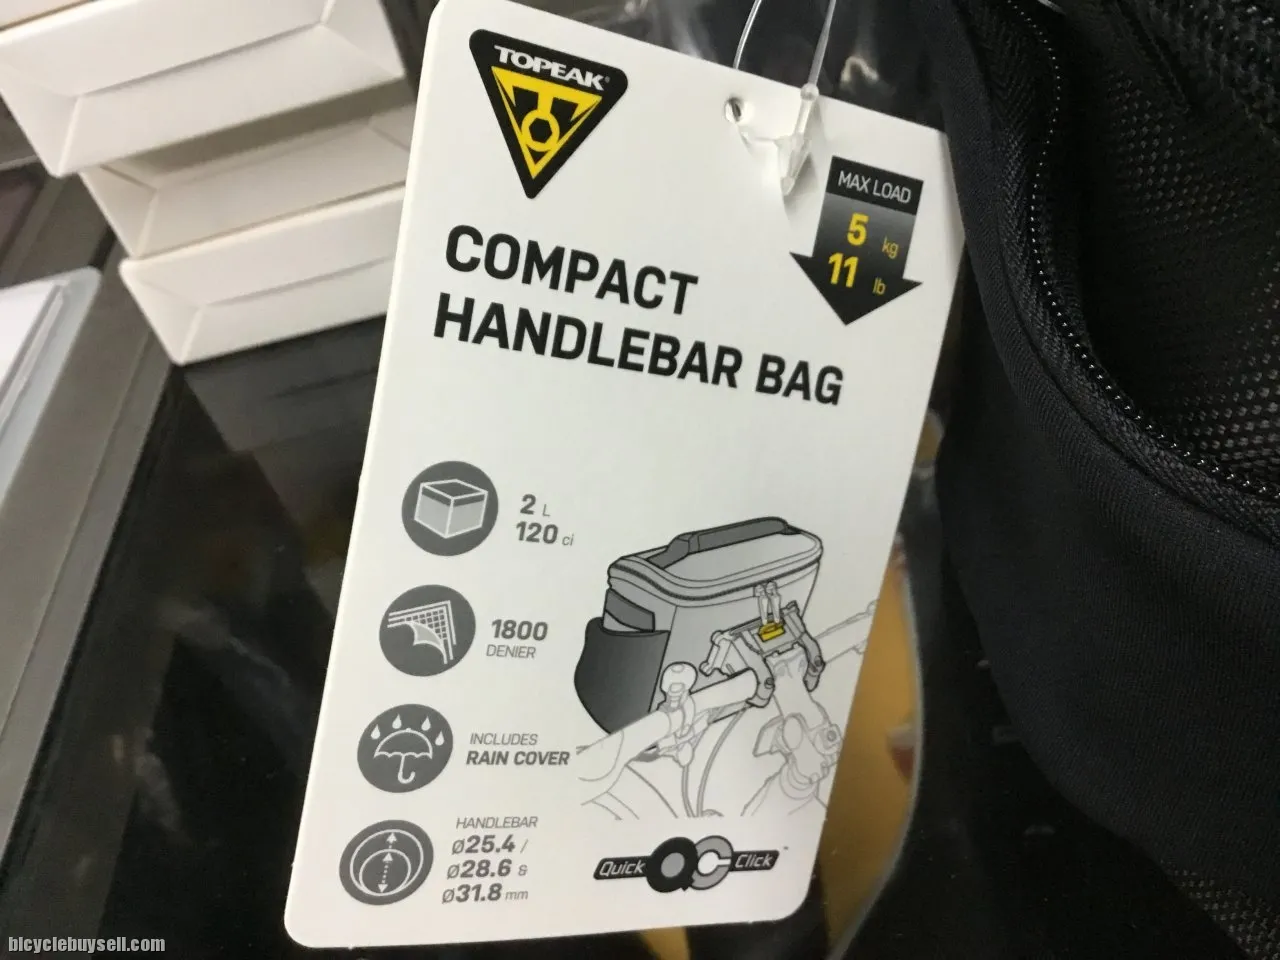 TOPEAK®
MAX LOAD
5 kg
11 lb
COMPACT
HANDLEBAR BAG
2 L
120 ci
1800
DENIER
INCLUDES
RAIN COVER
HANDLEBAR
Ø25.4 /
Ø28.6 &
Ø31.8 mm
Quick Click™
bicyclebuysell.com